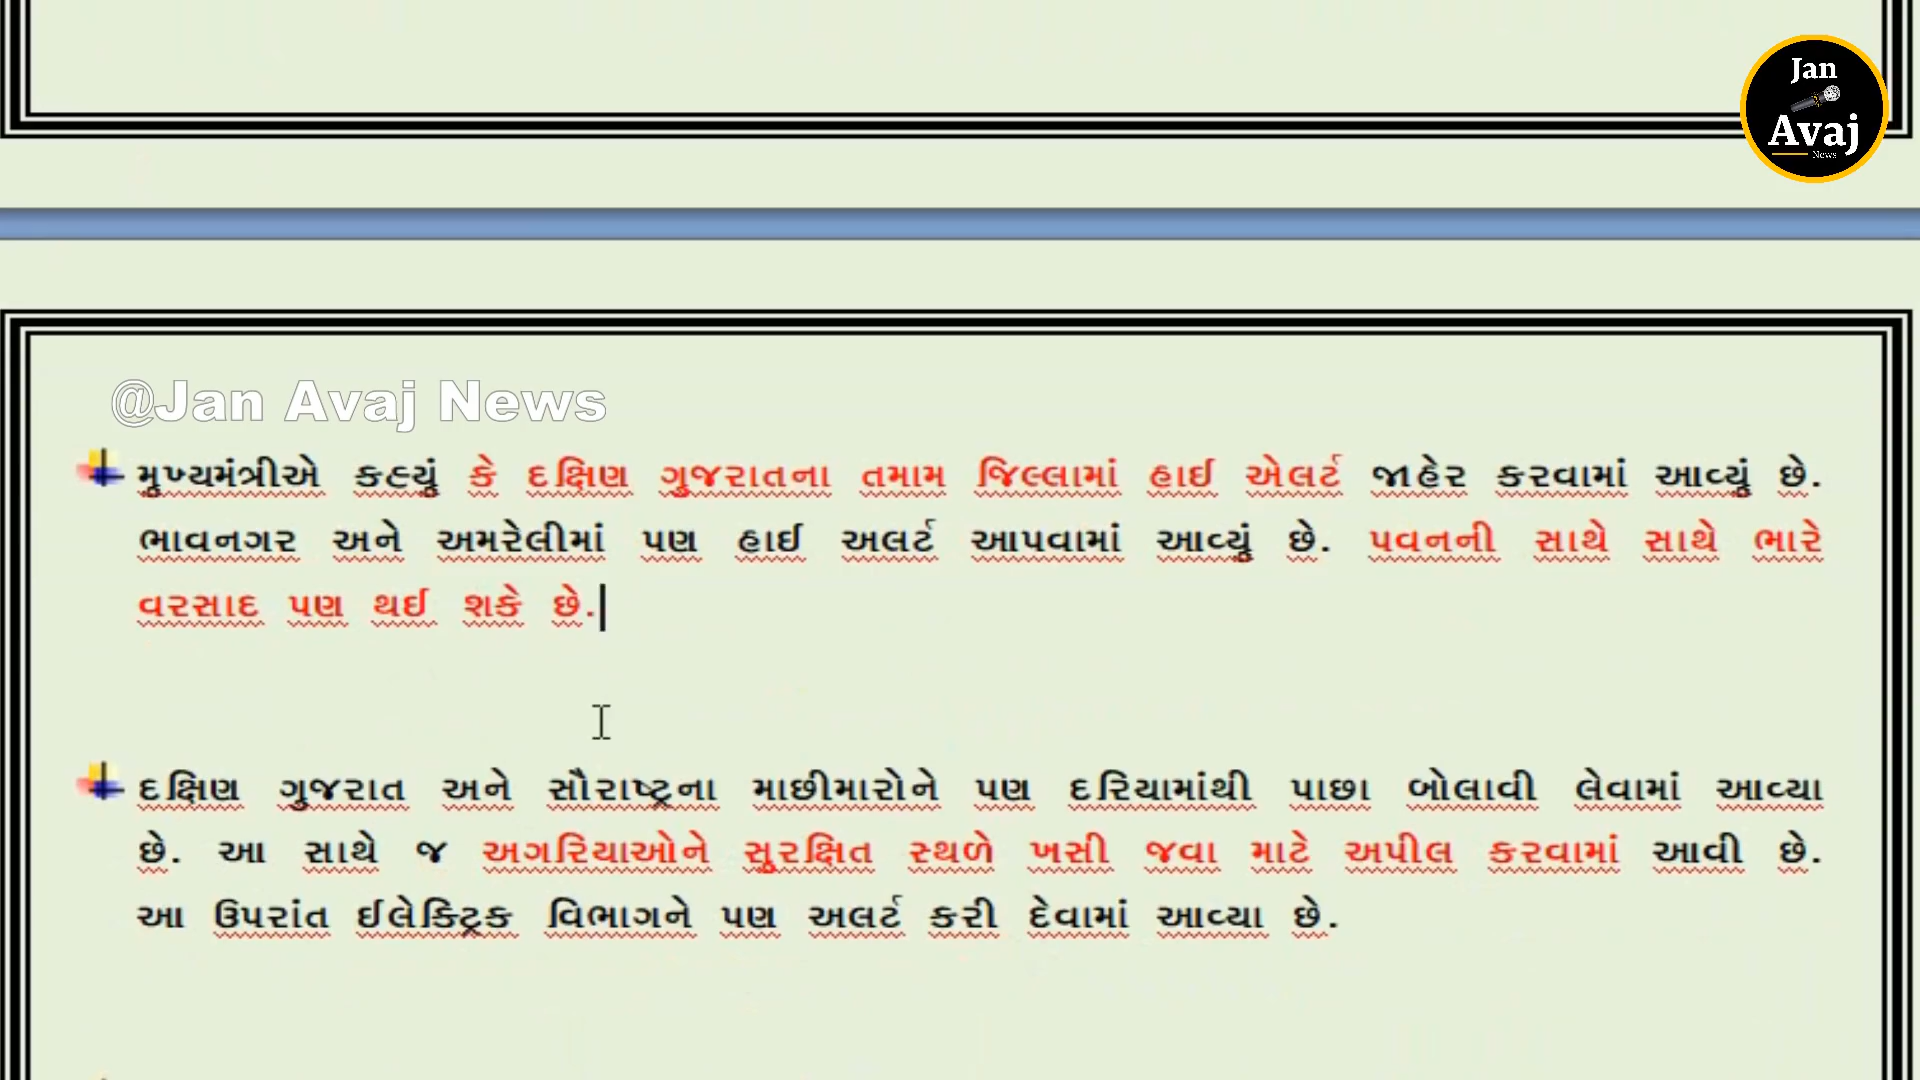 Jan
Avaj
News
@Jan Avaj News
મુખ્યમંત્રીએ કહ્યું કે દક્ષિણ ગુજરાતના તમામ જિલ્લામાં હાઈ એલર્ટ જાહેર કરવામાં આવ્યું છે.
ભાવનગર અને અમરેલીમાં પણ હાઈ અલર્ટ આપવામાં આવ્યું છે. પવનની સાથે સાથે ભારે
વરસાદ પણ થઈ શકે છે.
દક્ષિણ ગુજરાત અને સૌરાષ્ટ્રના માછીમારોને પણ દરિયામાંથી પાછા બોલાવી લેવામાં આવ્યા
છે. આ સાથે જ અગરિયાઓને સુરક્ષિત સ્થળે ખસી જવા માટે અપીલ કરવામાં આવી છે.
આ ઉપરાંત ઈલેક્ટ્રિક વિભાગને પણ અલર્ટ કરી દેવામાં આવ્યા છે.